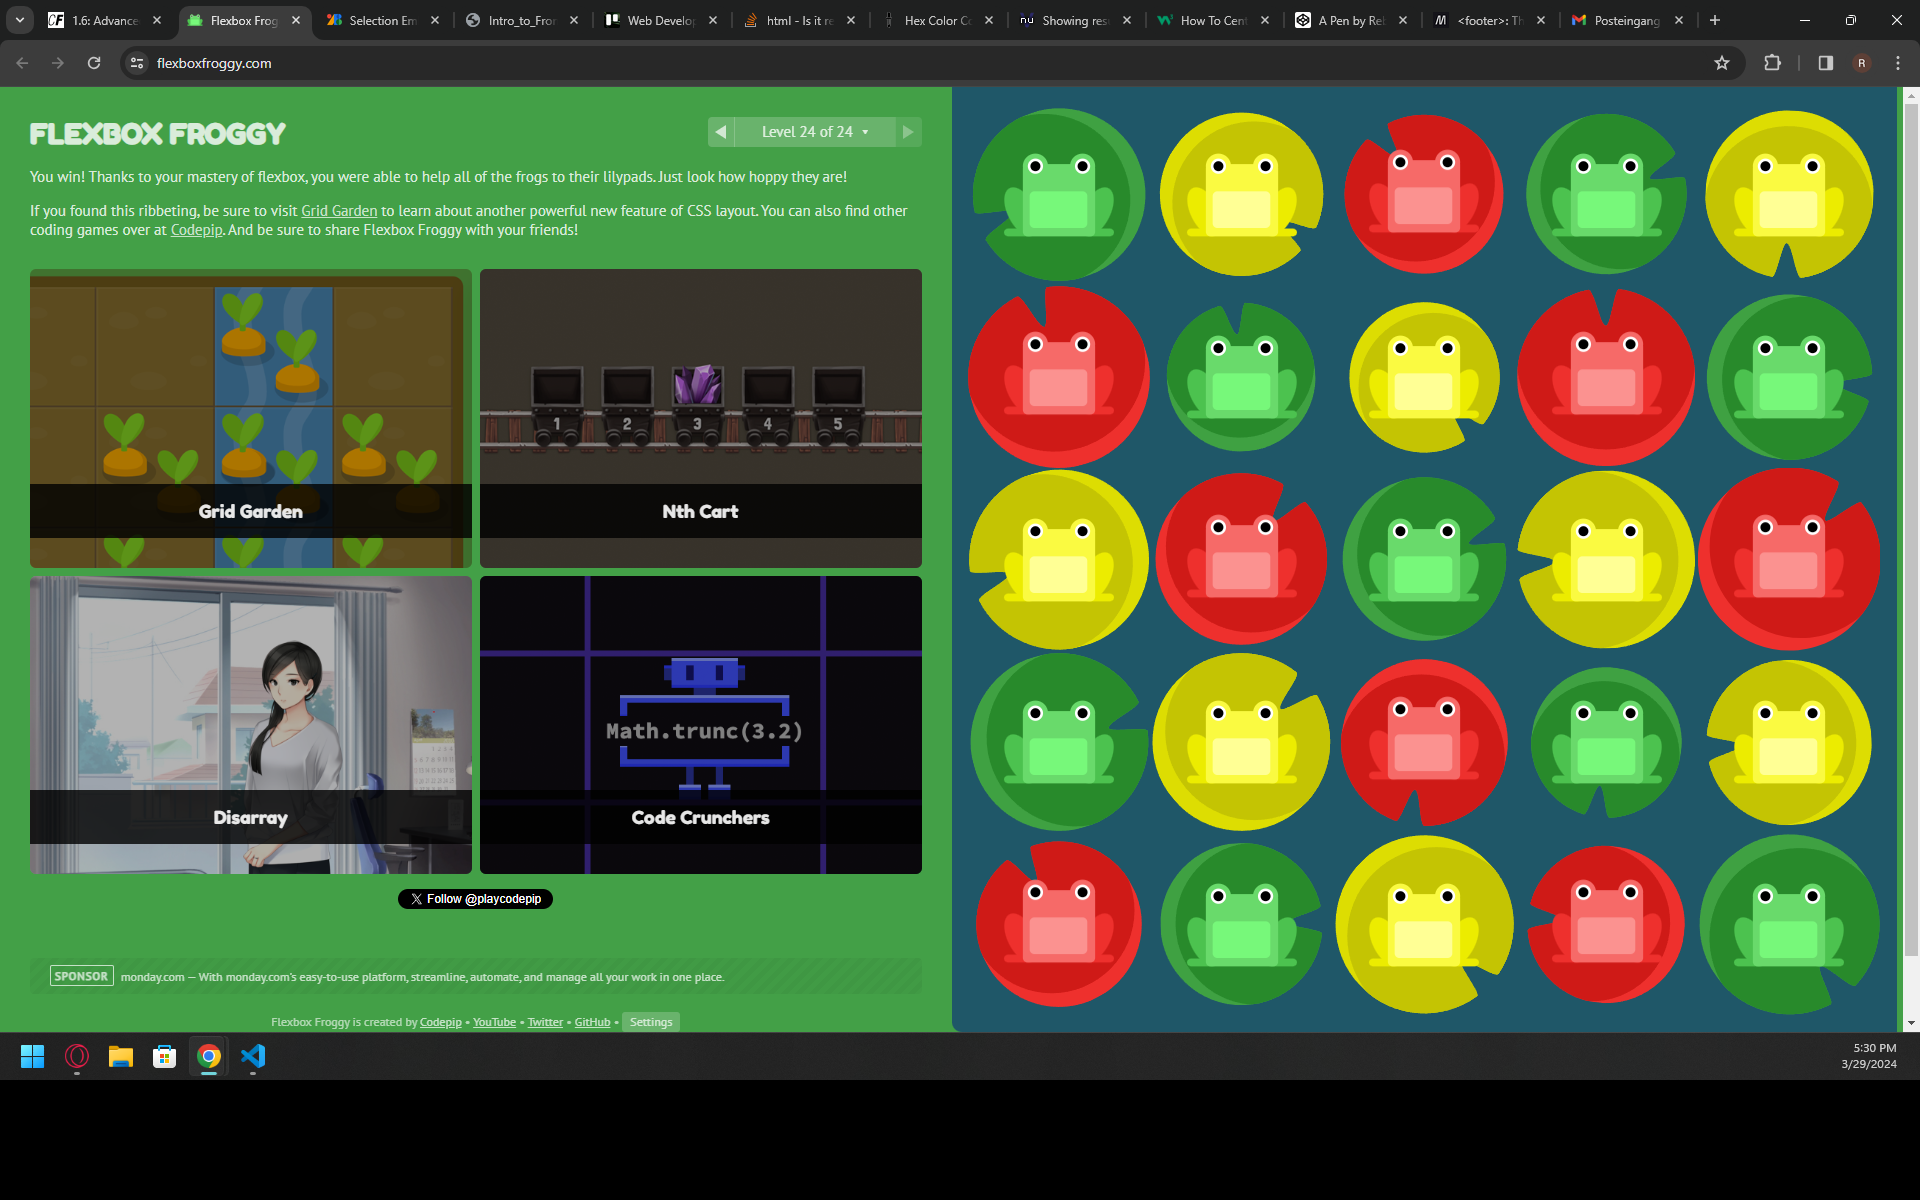 1.6: Advance
Flexbox Frog
Selection Em
Intro_to_Fror
Web Develop
html - Is it re
Hex Color Co
Showing resu
How To Cent
A Pen by Reb
<footer>: Th
Posteingang
flexboxfroggy.com
R
FLEXBOX FROGGY
Level 24 of 24
You win! Thanks to your mastery of flexbox, you were able to help all of the frogs to their lilypads. Just look how hoppy they are!
If you found this ribbeting, be sure to visit Grid Garden to learn about another powerful new feature of CSS layout. You can also find other
coding games over at Codepip. And be sure to share Flexbox Froggy with your friends!
1 2 3 4 5
Grid Garden
Nth Cart
Math.trunc(3.2)
Disarray
Code Crunchers
Follow @playcodepip
SPONSOR monday.com — With monday.com's easy-to-use platform, streamline, automate, and manage all your work in one place.
Flexbox Froggy is created by Codepip • YouTube • Twitter • GitHub • Settings
5:30 PM
3/29/2024